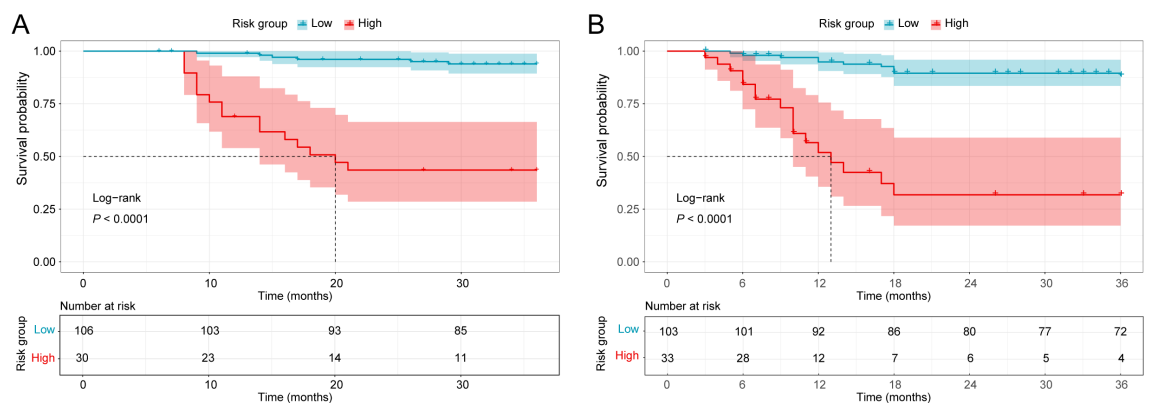 A
Risk group Low High
Survival probability
1.00
0.75
0.50
0.25
0.00
Log−rank
P < 0.0001
0 10 20 30
Time (months)
Number at risk
Risk group
Low 106 103 93 85
High 30 23 14 11
0 10 20 30
Time (months)
B
Risk group Low High
Survival probability
1.00
0.75
0.50
0.25
0.00
Log−rank
P < 0.0001
0 6 12 18 24 30 36
Time (months)
Number at risk
Risk group
Low 103 101 92 86 80 77 72
High 33 28 12 7 6 5 4
0 6 12 18 24 30 36
Time (months)